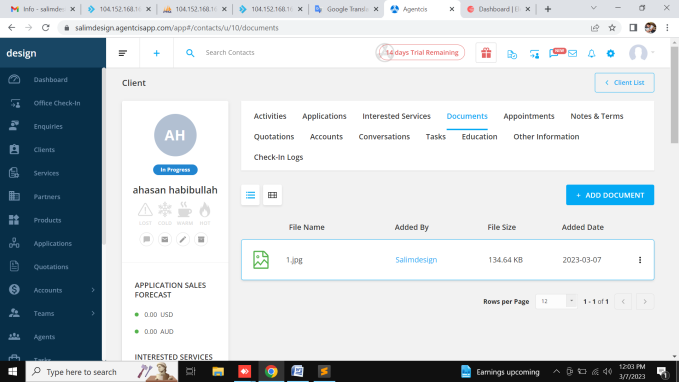 Info - salimdesi
104.152.168.1
104.152.168.1
104.152.168.1
Google Transla
Agentcis
Dashboard | E
salimdesign.agentcisapp.com/app#/contacts/u/10/documents
design
Search Contacts
14 days Trial Remaining
NEW
Dashboard
Office Check-In
Enquiries
Clients
Services
Partners
Products
Applications
Quotations
Accounts
Teams
Agents
Tasks
Client
Client List
AH
In Progress
ahasan habibullah
LOST COLD WARM HOT
APPLICATION SALES
FORECAST
0.00 USD
0.00 AUD
INTERESTED SERVICES
Activities Applications Interested Services Documents Appointments Notes & Terms
Quotations Accounts Conversations Tasks Education Other Information
Check-In Logs
+ ADD DOCUMENT
File Name Added By File Size Added Date
1.jpg Salimdesign 134.64 KB 2023-03-07
Rows per Page 12 1 - 1 of 1
Type here to search
Earnings upcoming
12:03 PM
3/7/2023